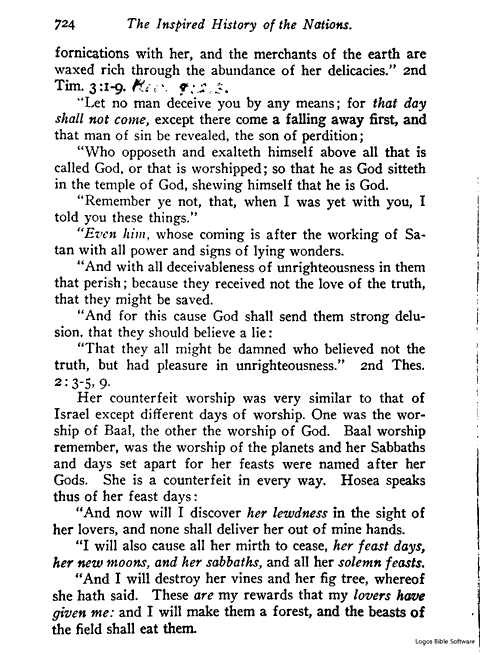 724 The Inspired History of the Nations.
fornications with her, and the merchants of the earth are
waxed rich through the abundance of her delicacies." 2nd
Tim. 3:1-9.
"Let no man deceive you by any means; for that day
shall not come, except there come a falling away first, and
that man of sin be revealed, the son of perdition;
"Who opposeth and exalteth himself above all that is
called God, or that is worshipped; so that he as God sitteth
in the temple of God, shewing himself that he is God.
"Remember ye not, that, when I was yet with you, I
told you these things."
"Even him, whose coming is after the working of Sa-
tan with all power and signs of lying wonders.
"And with all deceivableness of unrighteousness in them
that perish; because they received not the love of the truth,
that they might be saved.
"And for this cause God shall send them strong delu-
sion, that they should believe a lie:
"That they all might be damned who believed not the
truth, but had pleasure in unrighteousness." 2nd Thes.
2:3-5, 9.
Her counterfeit worship was very similar to that of
Israel except different days of worship. One was the wor-
ship of Baal, the other the worship of God. Baal worship
remember, was the worship of the planets and her Sabbaths
and days set apart for her feasts were named after her
Gods. She is a counterfeit in every way. Hosea speaks
thus of her feast days:
"And now will I discover her lewdness in the sight of
her lovers, and none shall deliver her out of mine hands.
"I will also cause all her mirth to cease, her feast days,
her new moons, and her sabbaths, and all her solemn feasts.
"And I will destroy her vines and her fig tree, whereof
she hath said. These are my rewards that my lovers have
given me: and I will make them a forest, and the beasts of
the field shall eat them.
Logos Bible Software